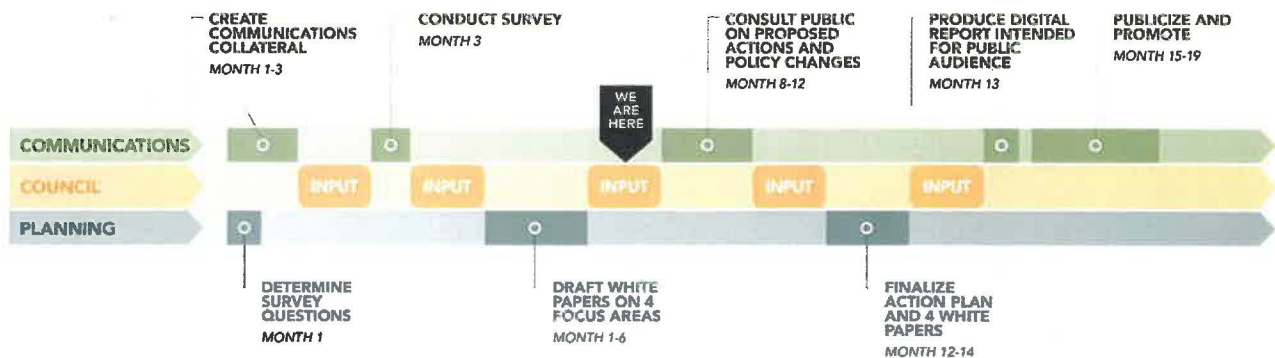 CREATE
COMMUNICATIONS
COLLATERAL
MONTH 1-3
CONDUCT SURVEY
MONTH 3
CONSULT PUBLIC
ON PROPOSED
ACTIONS AND
POLICY CHANGES
MONTH 8-12
PRODUCE DIGITAL
REPORT INTENDED
FOR PUBLIC
AUDIENCE
MONTH 13
PUBLICIZE AND
PROMOTE
MONTH 15-19
WE
ARE
HERE
COMMUNICATIONS
COUNCIL
INPUT
INPUT
INPUT
INPUT
INPUT
PLANNING
DETERMINE
SURVEY
QUESTIONS
MONTH 1
DRAFT WHITE
PAPERS ON 4
FOCUS AREAS
MONTH 1-6
FINALIZE
ACTION PLAN
AND 4 WHITE
PAPERS
MONTH 12-14